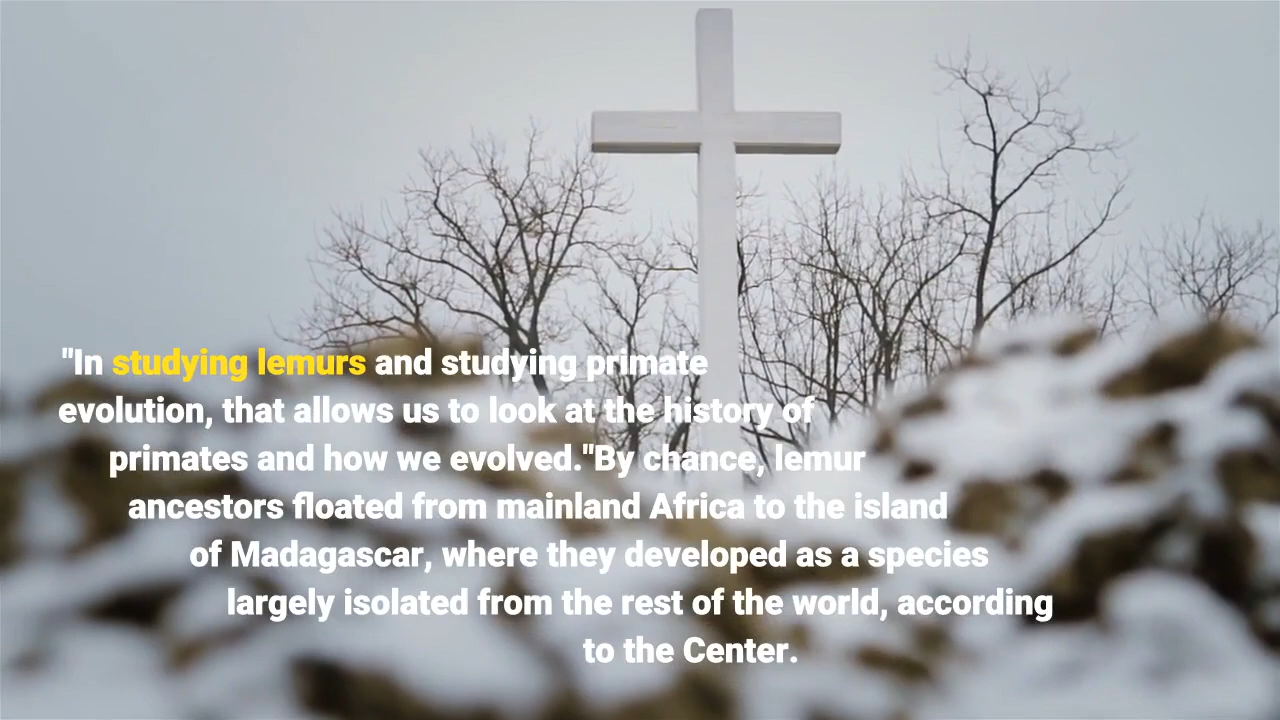 "In studying lemurs and studying primate
evolution, that allows us to look at the history of
primates and how we evolved."By chance, lemur
ancestors floated from mainland Africa to the island
of Madagascar, where they developed as a species
largely isolated from the rest of the world, according
to the Center.